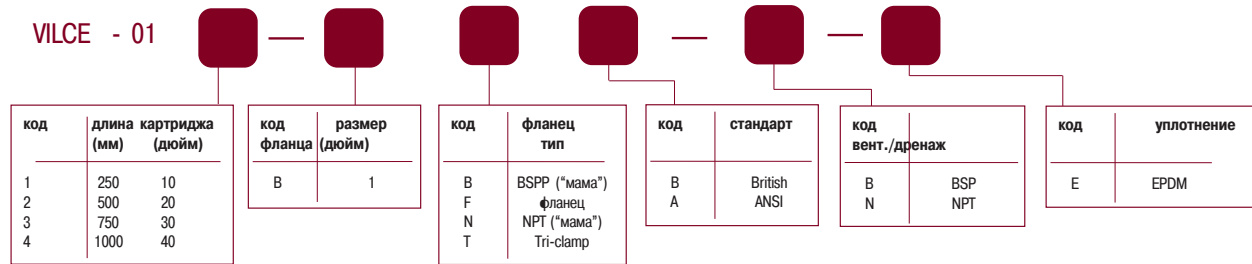 VILCE - 01 — — —
код длина картриджа
(мм) (дюйм)
1 250 10
2 500 20
3 750 30
4 1000 40
код размер
фланца (дюйм)
B 1
код фланец
тип
B BSPP (“мама”)
F фланец
N NPT (“мама”)
T Tri-clamp
код стандарт
B British
A ANSI
код
вент./дренаж
B BSP
N NPT
код уплотнение
E EPDM